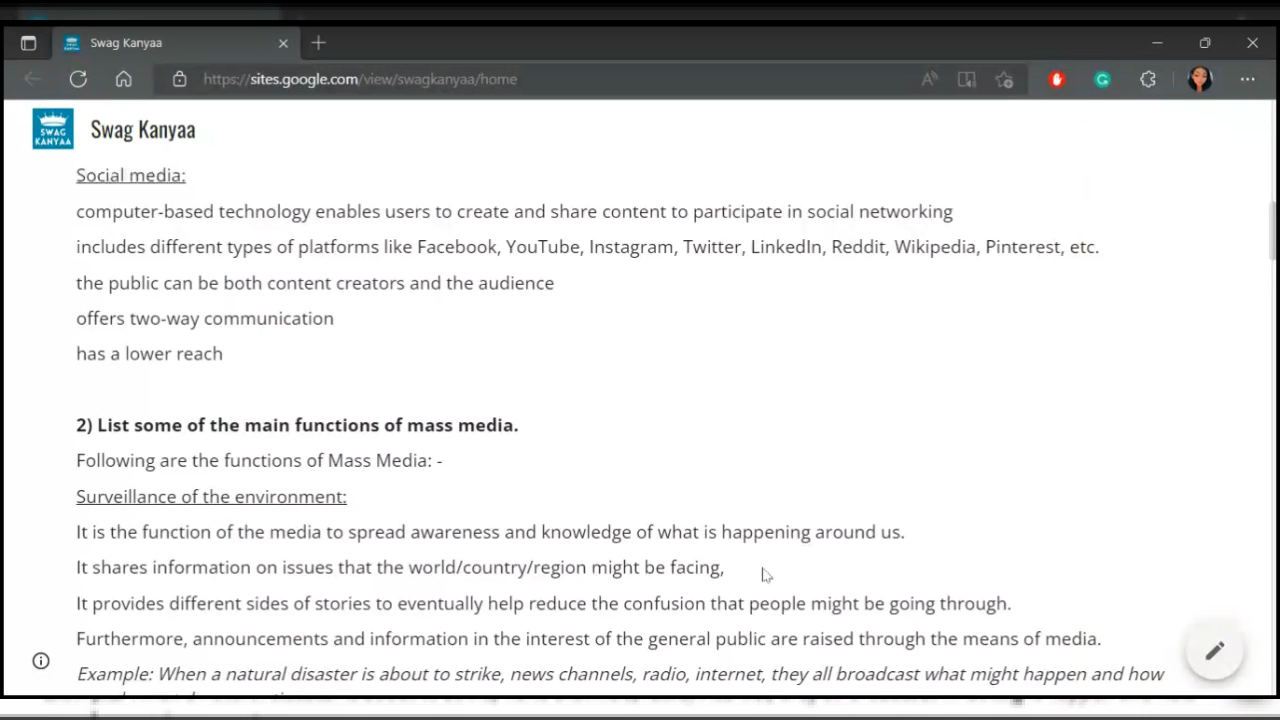 Swag Kanyaa
https://sites.google.com/view/swagkanyaa/home
SWAG
KANYAA
Swag Kanyaa
Social media:
computer-based technology enables users to create and share content to participate in social networking
includes different types of platforms like Facebook, YouTube, Instagram, Twitter, LinkedIn, Reddit, Wikipedia, Pinterest, etc.
the public can be both content creators and the audience
offers two-way communication
has a lower reach
2) List some of the main functions of mass media.
Following are the functions of Mass Media: -
Surveillance of the environment:
It is the function of the media to spread awareness and knowledge of what is happening around us.
It shares information on issues that the world/country/region might be facing,
It provides different sides of stories to eventually help reduce the confusion that people might be going through.
Furthermore, announcements and information in the interest of the general public are raised through the means of media.
Example: When a natural disaster is about to strike, news channels, radio, internet, they all broadcast what might happen and how